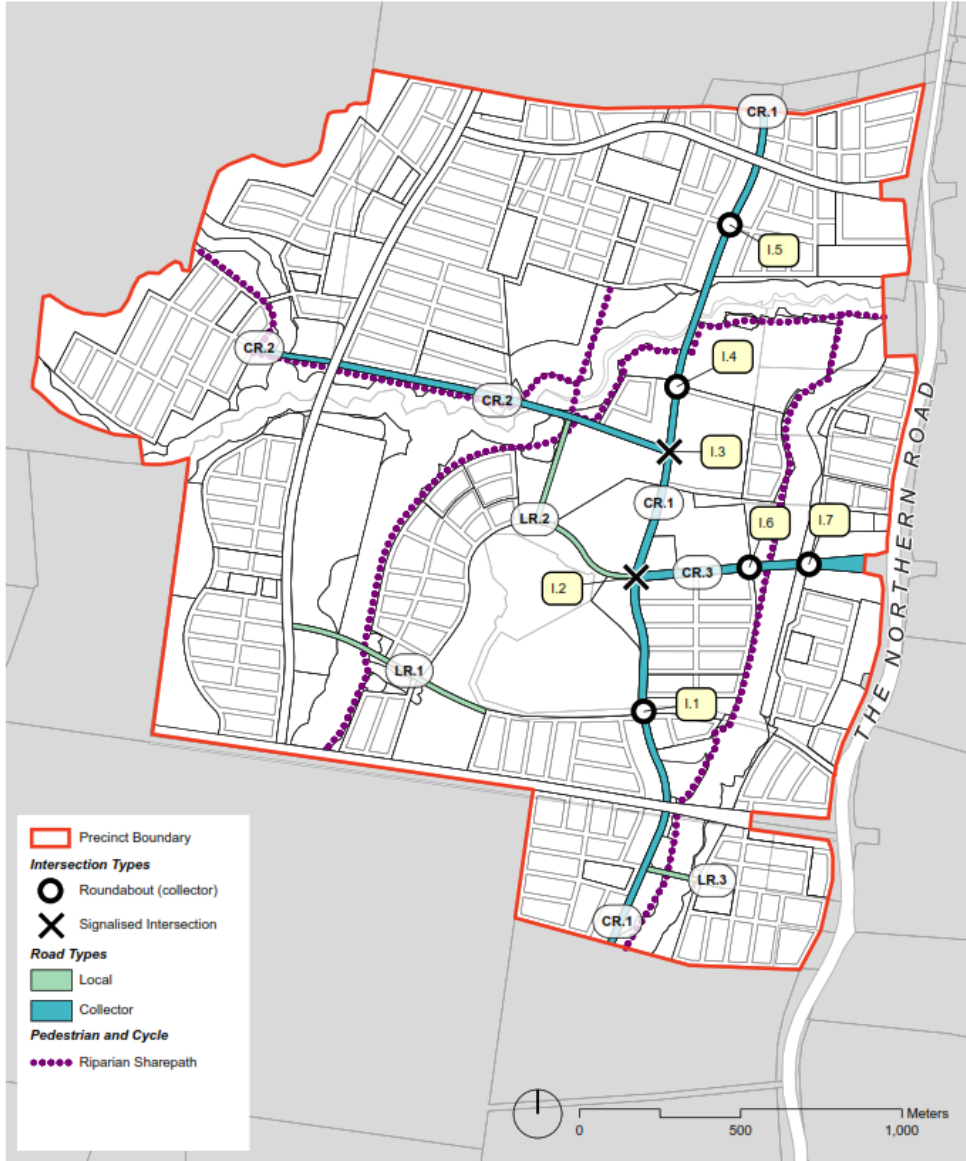 CR.1
I.5
CR.2
I.4
CR.2
I.3
CR.1
LR.2
I.6
I.7
I.2
CR.3
THE NORTHERN ROAD
LR.1
I.1
LR.3
CR.1
Precinct Boundary
Intersection Types
Roundabout (collector)
Signalised Intersection
Road Types
Local
Collector
Pedestrian and Cycle
Riparian Sharepath
Meters
0 500 1,000